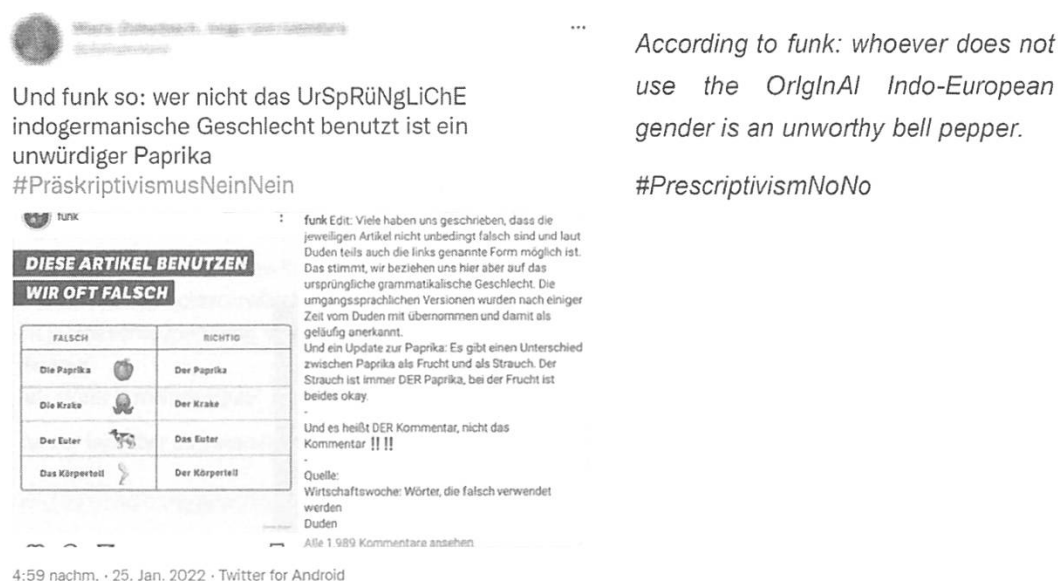 Und funk so: wer nicht das UrSpRüNgLiChE
indogermanische Geschlecht benutzt ist ein
unwürdiger Paprika
#PräskriptivismusNeinNein
funk
DIESE ARTIKEL BENUTZEN
WIR OFT FALSCH
FALSCH RICHTIG
Die Paprika Der Paprika
Die Krake Der Krake
Der Euter Das Euter
Das Körperteil Der Körperteil
funk Edit: Viele haben uns geschrieben, dass die
jeweiligen Artikel nicht unbedingt falsch sind und laut
Duden teils auch die links genannte Form möglich ist.
Das stimmt, wir beziehen uns hier aber auf das
ursprüngliche grammatikalische Geschlecht. Die
umgangssprachlichen Versionen wurden nach einiger
Zeit vom Duden mit übernommen und damit als
geläufig anerkannt.
Und ein Update zur Paprika: Es gibt einen Unterschied
zwischen Paprika als Frucht und als Strauch. Der
Strauch ist immer DER Paprika, bei der Frucht ist
beides okay.
-
Und es heißt DER Kommentar, nicht das
Kommentar !! !!
-
Quelle:
Wirtschaftswoche: Wörter, die falsch verwendet
werden
Duden
Alle 1.989 Kommentare ansehen
4:59 nachm. · 25. Jan. 2022 · Twitter for Android
According to funk: whoever does not
use the OrIgInAl Indo-European
gender is an unworthy bell pepper.
#PrescriptivismNoNo